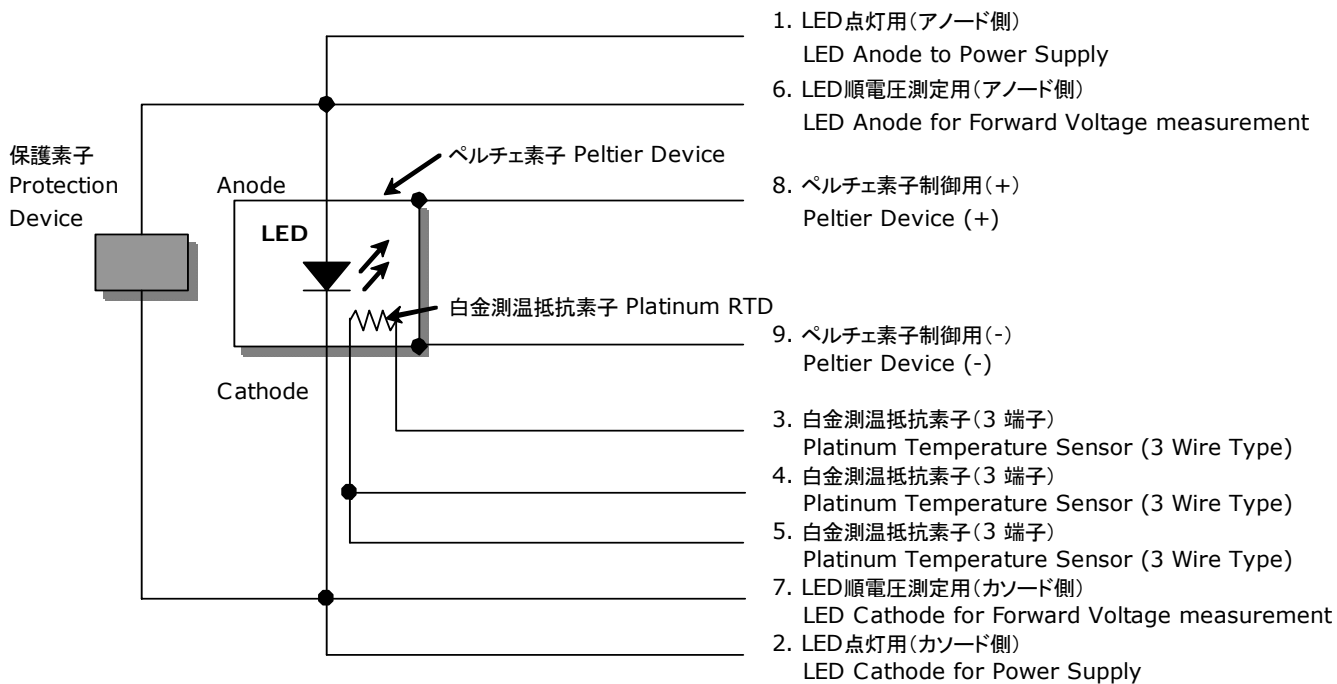 1. LED点灯用(アノード側)
LED Anode to Power Supply
6. LED順電圧測定用(アノード側)
LED Anode for Forward Voltage measurement
保護素子
Protection
Device
ペルチェ素子 Peltier Device
Anode
LED
8. ペルチェ素子制御用(+)
Peltier Device (+)
白金測温抵抗素子 Platinum RTD
9. ペルチェ素子制御用(-)
Peltier Device (-)
Cathode
3. 白金測温抵抗素子(3 端子)
Platinum Temperature Sensor (3 Wire Type)
4. 白金測温抵抗素子(3 端子)
Platinum Temperature Sensor (3 Wire Type)
5. 白金測温抵抗素子(3 端子)
Platinum Temperature Sensor (3 Wire Type)
7. LED順電圧測定用(カソード側)
LED Cathode for Forward Voltage measurement
2. LED点灯用(カソード側)
LED Cathode for Power Supply